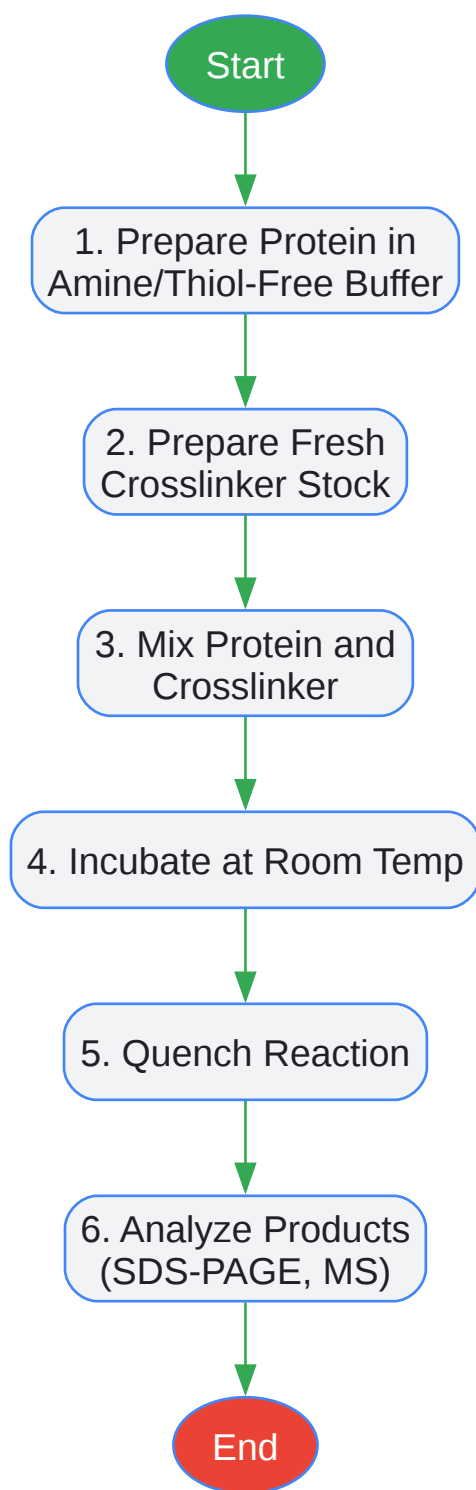 Start
1. Prepare Protein in
Amine/Thiol-Free Buffer
2. Prepare Fresh
Crosslinker Stock
3. Mix Protein and
Crosslinker
4. Incubate at Room Temp
5. Quench Reaction
6. Analyze Products
(SDS-PAGE, MS)
End